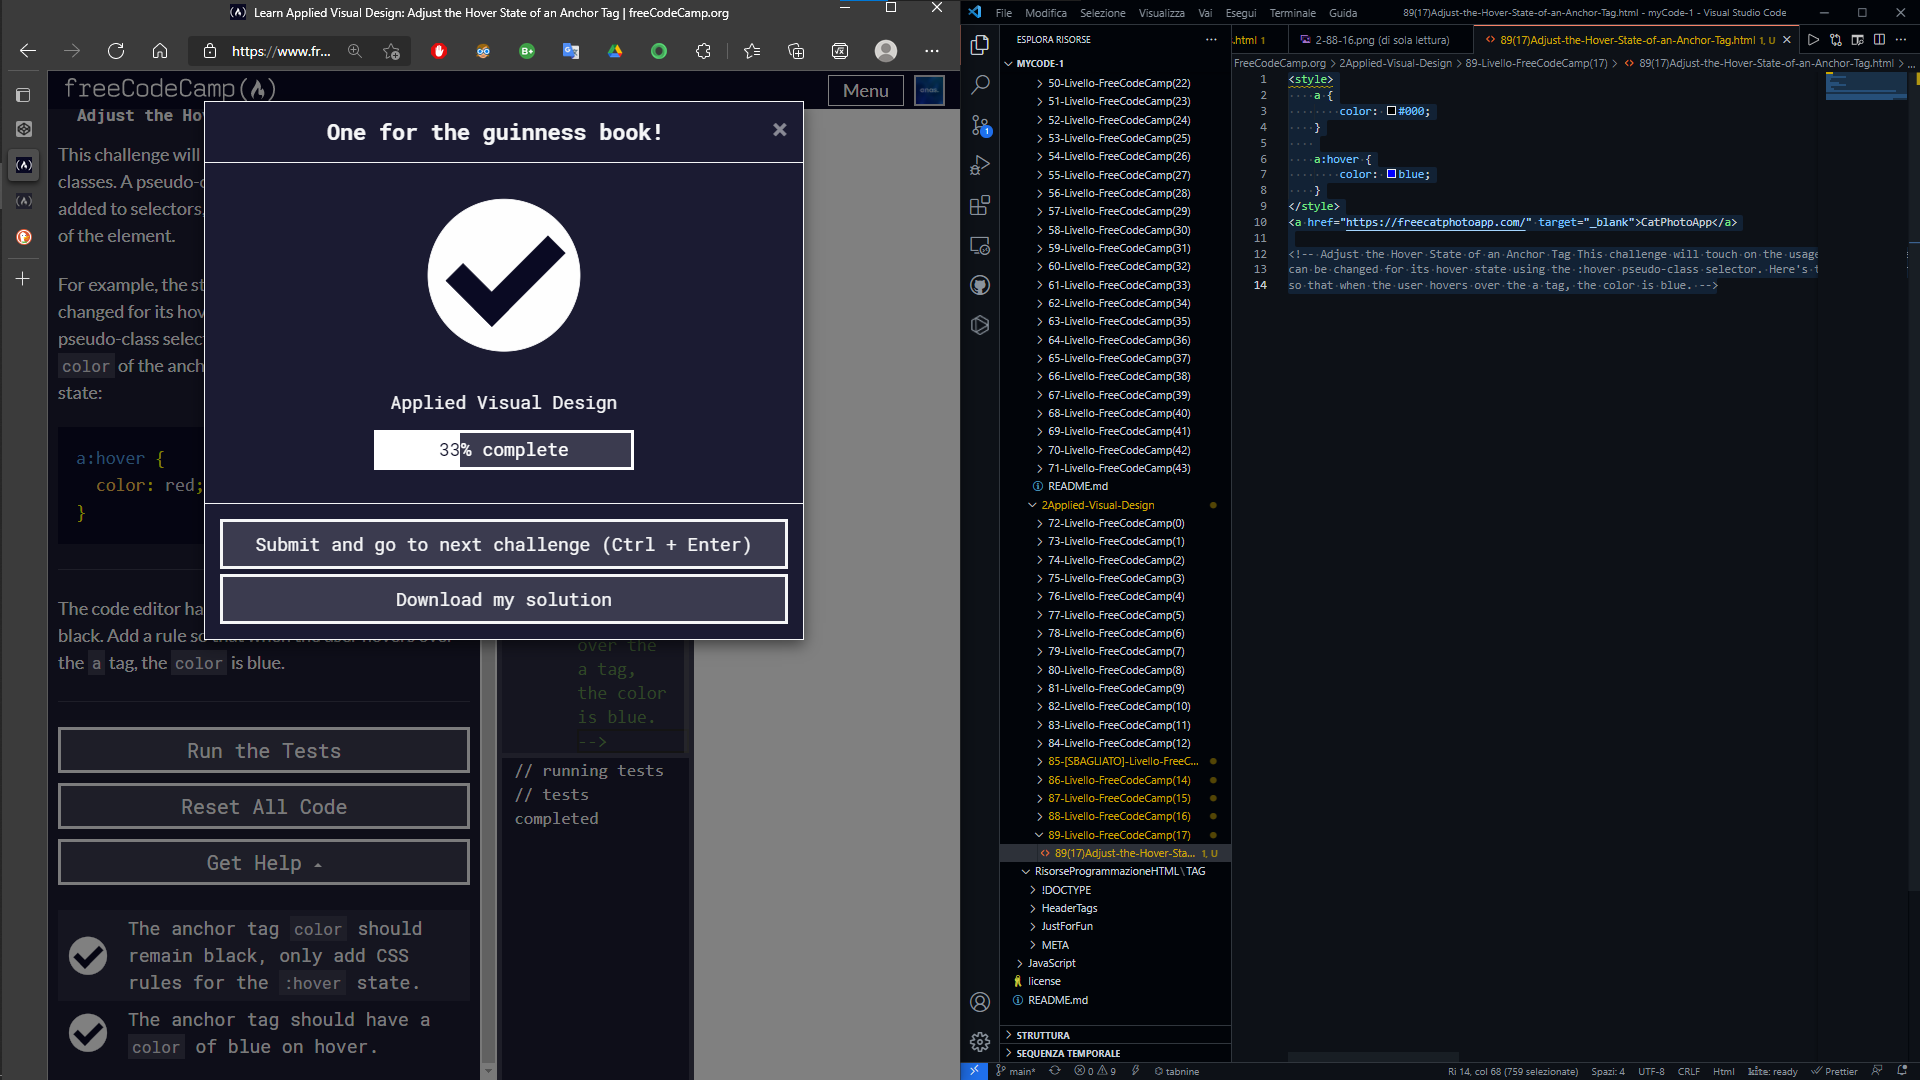 Learn Applied Visual Design: Adjust the Hover State of an Anchor Tag | freeCodeCamp.org
https://www.fr...
freeCodeCamp
Menu
Adjust the Ho
This challenge will
classes. A pseudo-c
added to selectors,
of the element.
For example, the st
changed for its hov
pseudo-class selec
color of the anch
state:
a:hover {
color: red;
}
The code editor ha
black. Add a rule so that when the user hovers over
the a tag, the color is blue.
Run the Tests
Reset All Code
Get Help
The anchor tag color should
remain black, only add CSS
rules for the :hover state.
The anchor tag should have a
color of blue on hover.
One for the guinness book!
×
Applied Visual Design
33% complete
Submit and go to next challenge (Ctrl + Enter)
Download my solution
over the
a tag,
the color
is blue.
-->
// running tests
// tests
completed
File Modifica Selezione Visualizza Vai Esegui Terminale Guida
89(17)Adjust-the-Hover-State-of-an-Anchor-Tag.html - myCode-1 - Visual Studio Code
ESPLORA RISORSE
MYCODE-1
50-Livello-FreeCodeCamp(22)
51-Livello-FreeCodeCamp(23)
52-Livello-FreeCodeCamp(24)
53-Livello-FreeCodeCamp(25)
54-Livello-FreeCodeCamp(26)
55-Livello-FreeCodeCamp(27)
56-Livello-FreeCodeCamp(28)
57-Livello-FreeCodeCamp(29)
58-Livello-FreeCodeCamp(30)
59-Livello-FreeCodeCamp(31)
60-Livello-FreeCodeCamp(32)
61-Livello-FreeCodeCamp(33)
62-Livello-FreeCodeCamp(34)
63-Livello-FreeCodeCamp(35)
64-Livello-FreeCodeCamp(36)
65-Livello-FreeCodeCamp(37)
66-Livello-FreeCodeCamp(38)
67-Livello-FreeCodeCamp(39)
68-Livello-FreeCodeCamp(40)
69-Livello-FreeCodeCamp(41)
70-Livello-FreeCodeCamp(42)
71-Livello-FreeCodeCamp(43)
README.md
2Applied-Visual-Design
72-Livello-FreeCodeCamp(0)
73-Livello-FreeCodeCamp(1)
74-Livello-FreeCodeCamp(2)
75-Livello-FreeCodeCamp(3)
76-Livello-FreeCodeCamp(4)
77-Livello-FreeCodeCamp(5)
78-Livello-FreeCodeCamp(6)
79-Livello-FreeCodeCamp(7)
80-Livello-FreeCodeCamp(8)
81-Livello-FreeCodeCamp(9)
82-Livello-FreeCodeCamp(10)
83-Livello-FreeCodeCamp(11)
84-Livello-FreeCodeCamp(12)
85-[SBAGLIATO]-Livello-FreeC...
86-Livello-FreeCodeCamp(14)
87-Livello-FreeCodeCamp(15)
88-Livello-FreeCodeCamp(16)
89-Livello-FreeCodeCamp(17)
89(17)Adjust-the-Hover-Sta... 1, U
RisorseProgrammazioneHTML\TAG
!DOCTYPE
HeaderTags
JustForFun
META
JavaScript
license
README.md
STRUTTURA
SEQUENZA TEMPORALE
.html 1
2-88-16.png (di sola lettura)
89(17)Adjust-the-Hover-State-of-an-Anchor-Tag.html 1, U
FreeCodeCamp.org > 2Applied-Visual-Design > 89-Livello-FreeCodeCamp(17) > 89(17)Adjust-the-Hover-State-of-an-Anchor-Tag.html > ...
1 <style>
2 a {
3 color: #000;
4 }
5
6 a:hover {
7 color: blue;
8 }
9 </style>
10 <a href="https://freecatphotoapp.com/" target="_blank">CatPhotoApp</a>
11
12 <!-- Adjust the Hover State of an Anchor Tag This challenge will touch on the usage
13 can be changed for its hover state using the :hover pseudo-class selector. Here's t
14 so that when the user hovers over the a tag, the color is blue. -->
main* 0 9 tabnine
Ri 14, col 68 (759 selezionate) Spazi: 4 UTF-8 CRLF Html kite: ready Prettier